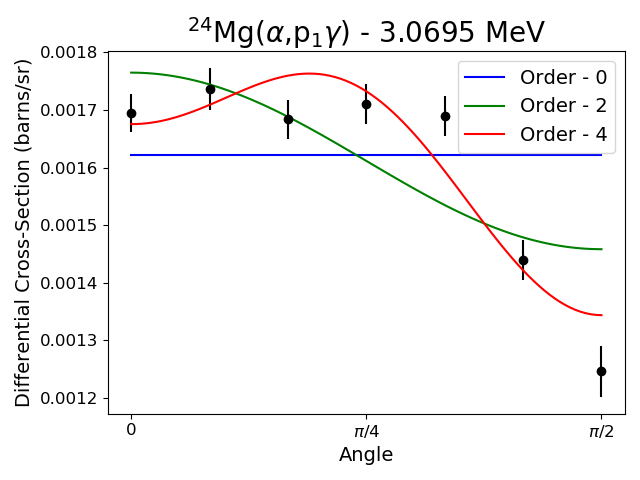 ²⁴Mg(α,p₁γ) - 3.0695 MeV
Differential Cross-Section (barns/sr)
0.0018
0.0017
0.0016
0.0015
0.0014
0.0013
0.0012
Order - 0
Order - 2
Order - 4
0
π/4
π/2
Angle